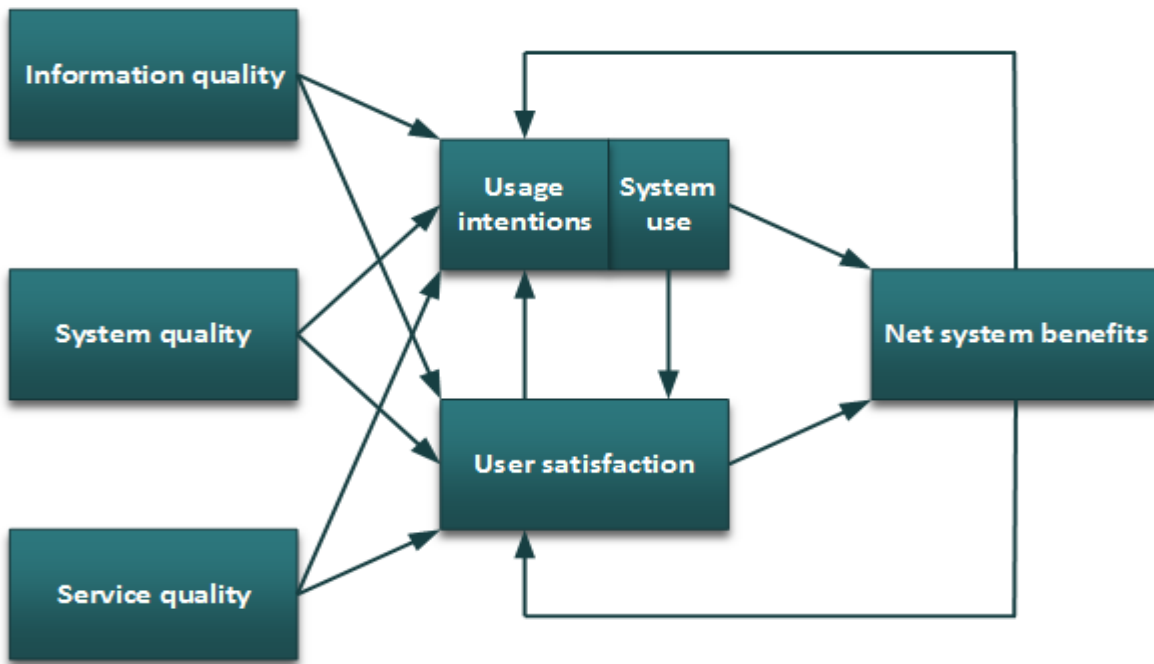 Information quality
Usage
intentions
System
use
System quality
Net system benefits
User satisfaction
Service quality